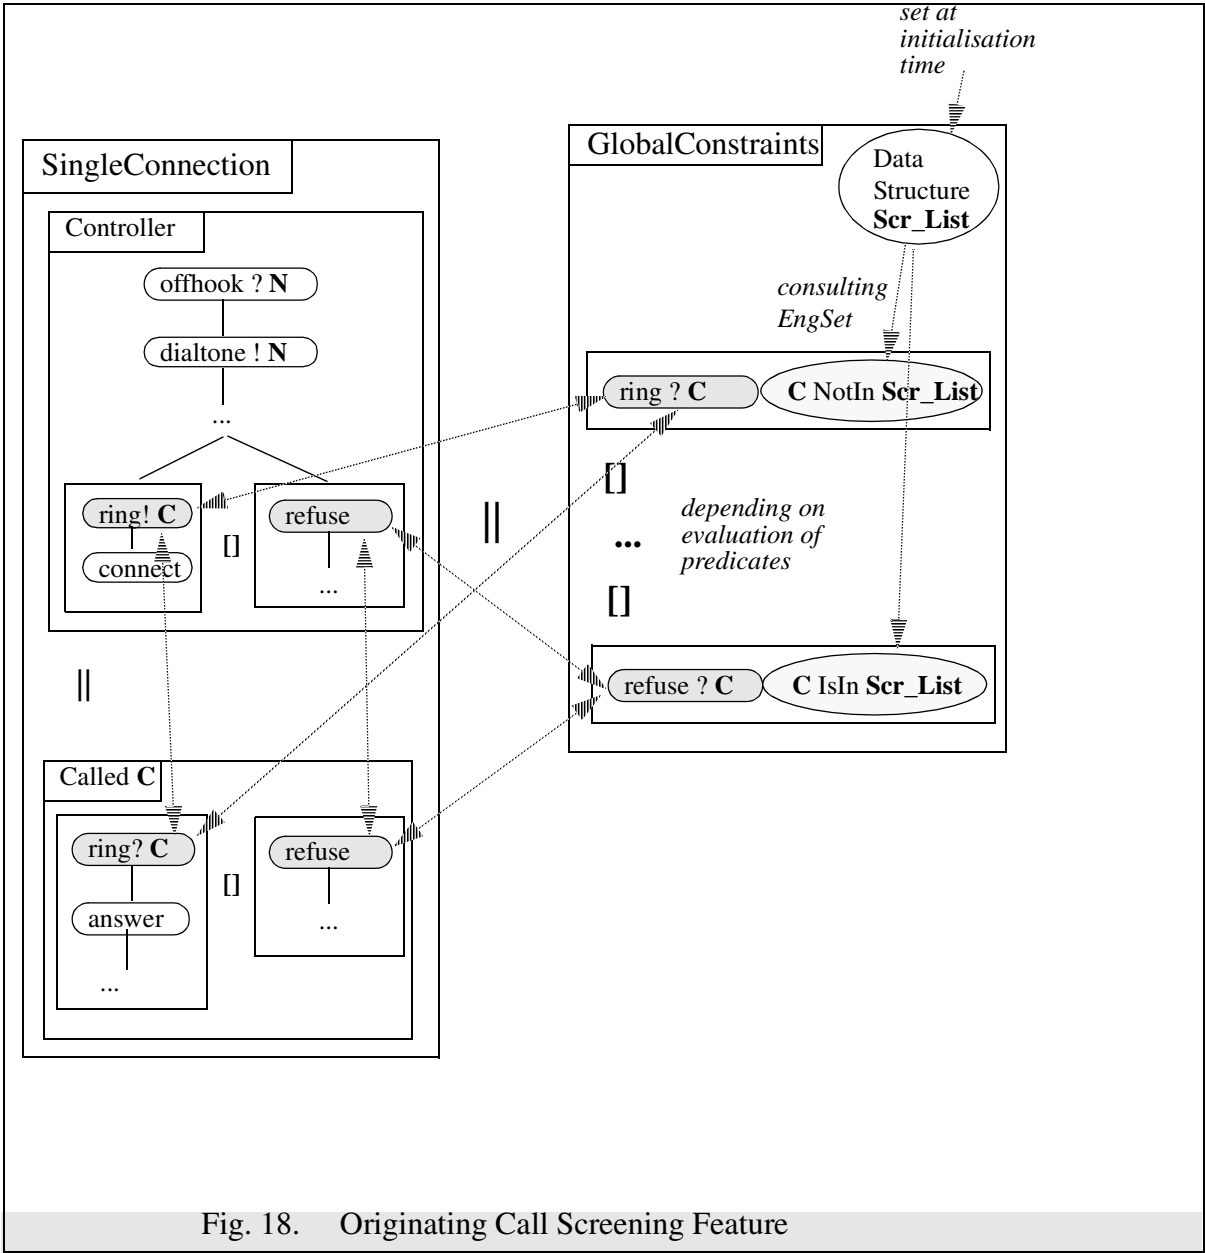 set at
initialisation
time
SingleConnection
Controller
offhook ? N
dialtone ! N
...
ring! C
connect
[]
refuse
...
||
Called C
ring? C
answer
...
[]
refuse
...
||
GlobalConstraints
Data
Structure
Scr_List
consulting
EngSet
ring ? C
C NotIn Scr_List
[]
...
depending on
evaluation of
predicates
[]
refuse ? C
C IsIn Scr_List
Fig. 18. Originating Call Screening Feature